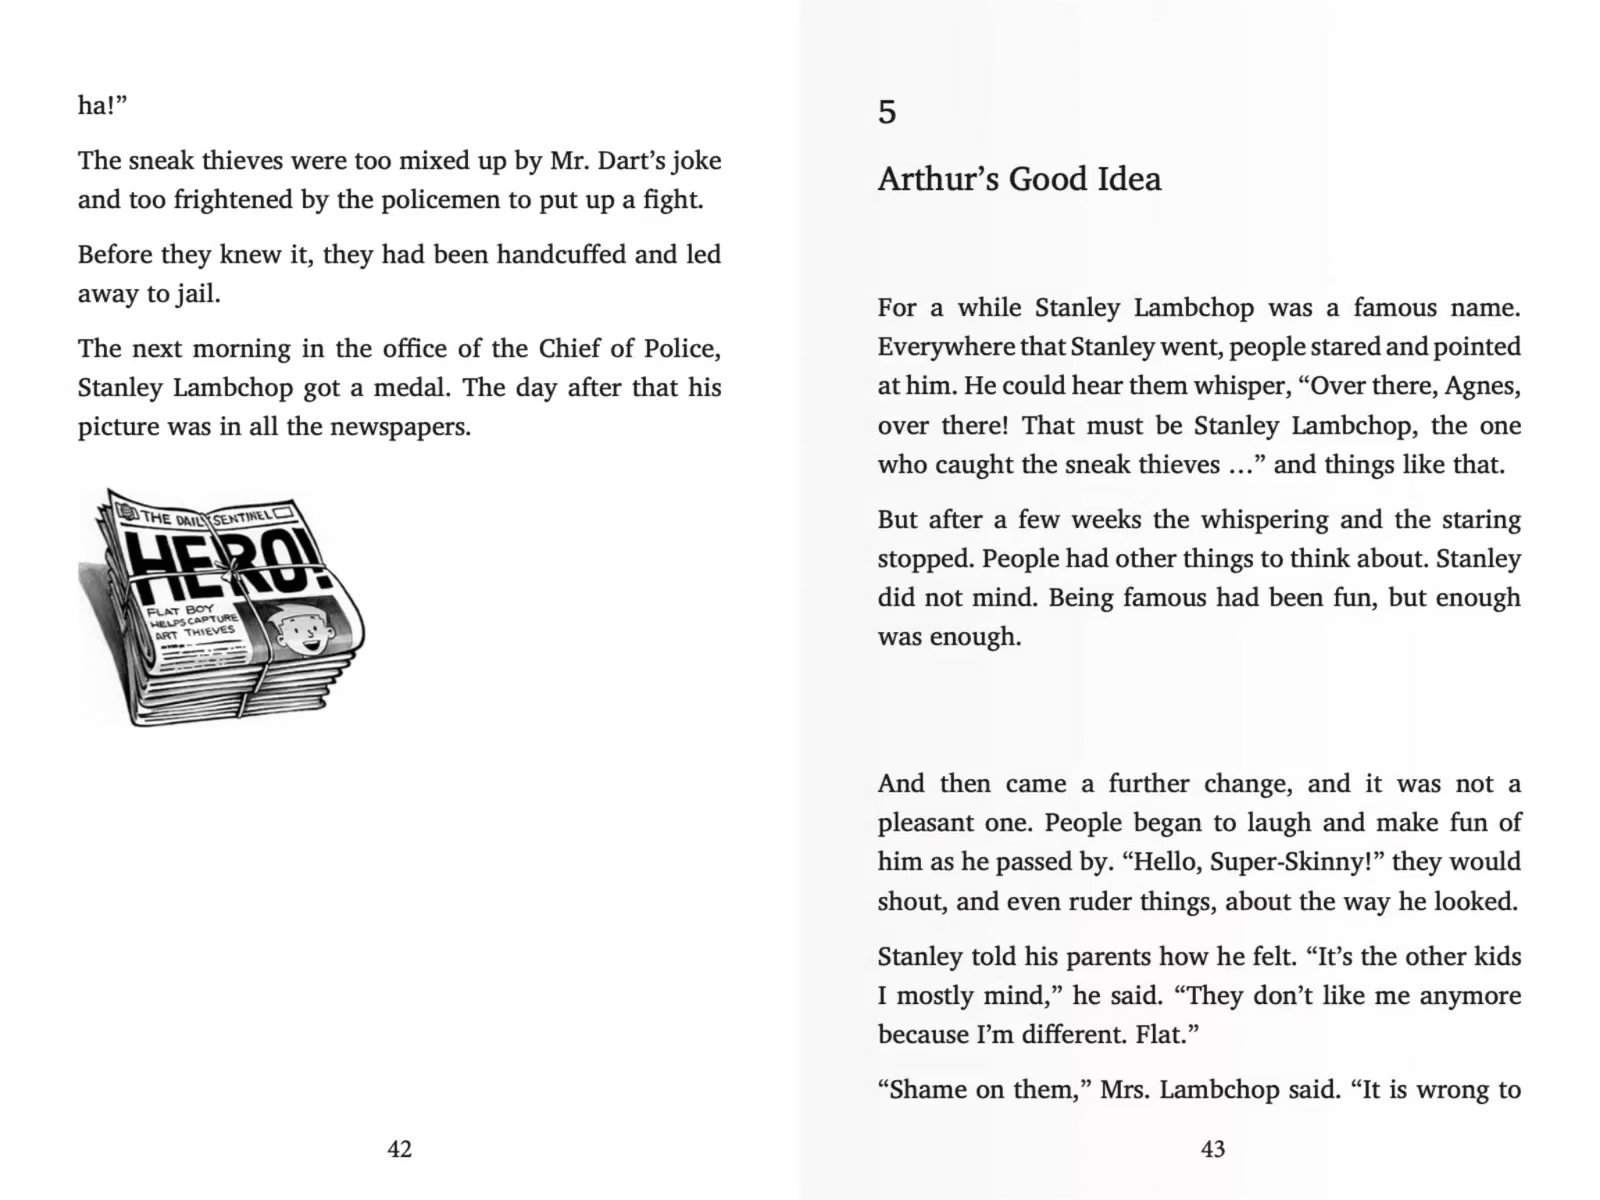 ha!”
The sneak thieves were too mixed up by Mr. Dart’s joke
and too frightened by the policemen to put up a fight.
Before they knew it, they had been handcuffed and led
away to jail.
The next morning in the office of the Chief of Police,
Stanley Lambchop got a medal. The day after that his
picture was in all the newspapers.
THE DAILY SENTINEL
HERO!
FLAT BOY
HELPS CAPTURE
ART THIEVES
42
5
Arthur’s Good Idea
For a while Stanley Lambchop was a famous name.
Everywhere that Stanley went, people stared and pointed
at him. He could hear them whisper, “Over there, Agnes,
over there! That must be Stanley Lambchop, the one
who caught the sneak thieves …” and things like that.
But after a few weeks the whispering and the staring
stopped. People had other things to think about. Stanley
did not mind. Being famous had been fun, but enough
was enough.
And then came a further change, and it was not a
pleasant one. People began to laugh and make fun of
him as he passed by. “Hello, Super-Skinny!” they would
shout, and even ruder things, about the way he looked.
Stanley told his parents how he felt. “It’s the other kids
I mostly mind,” he said. “They don’t like me anymore
because I’m different. Flat.”
“Shame on them,” Mrs. Lambchop said. “It is wrong to
43